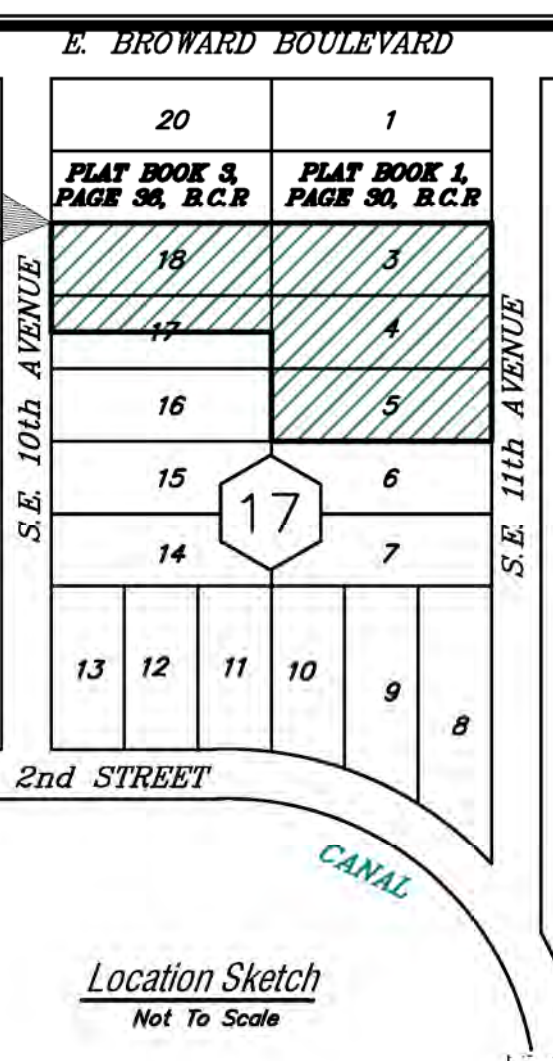 E. BROWARD BOULEVARD
20
1
PLAT BOOK 3,
PAGE 36, B.C.R
PLAT BOOK 1,
PAGE 30, B.C.R
18
3
17
4
16
5
15
6
17
14
7
13
12
11
10
9
8
S.E. 10th AVENUE
S.E. 11th AVENUE
2nd STREET
CANAL
Location Sketch
Not To Scale